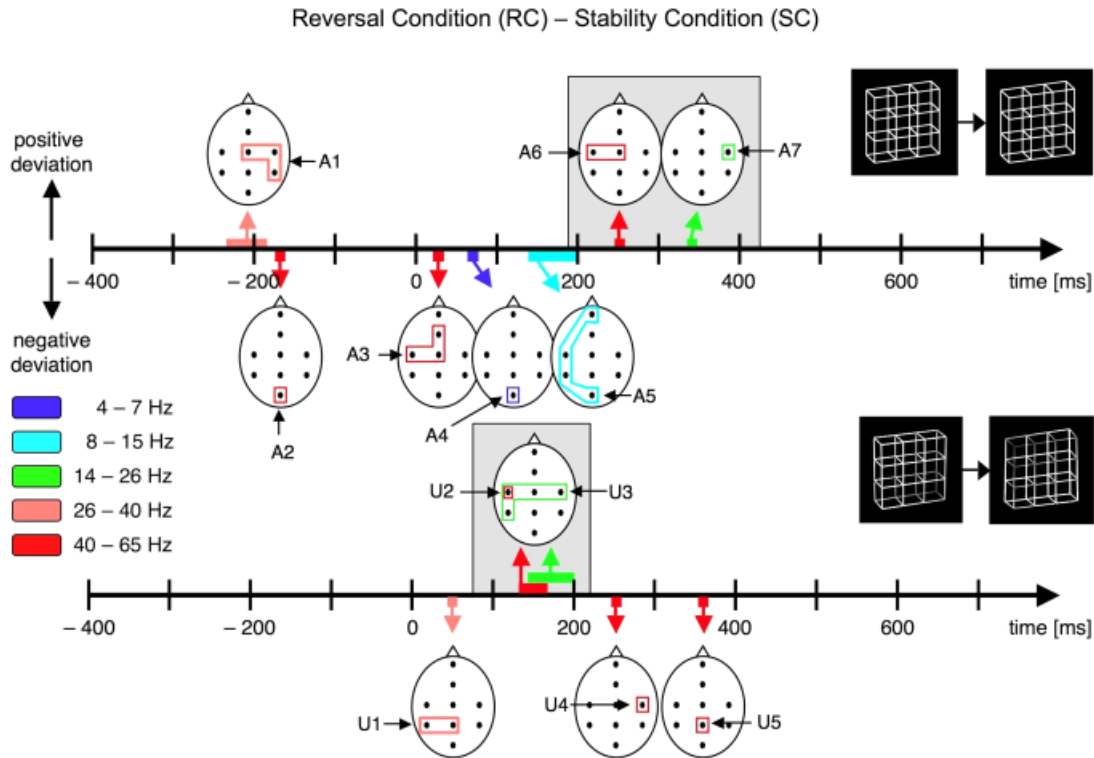 Reversal Condition (RC) – Stability Condition (SC)
positive
deviation
A1
A6
A7
– 400
– 200
0
200
400
600
time [ms]
negative
deviation
A3
A4
A5
A2
4 – 7 Hz
8 – 15 Hz
14 – 26 Hz
26 – 40 Hz
40 – 65 Hz
U2
U3
– 400
– 200
0
200
400
600
time [ms]
U1
U4
U5